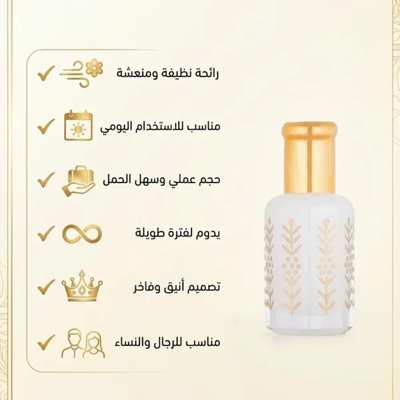 رائحة نظيفة ومنعشة
مناسب للاستخدام اليومي
حجم عملي وسهل الحمل
يدوم لفترة طويلة
تصميم أنيق وفاخر
مناسب للرجال والنساء